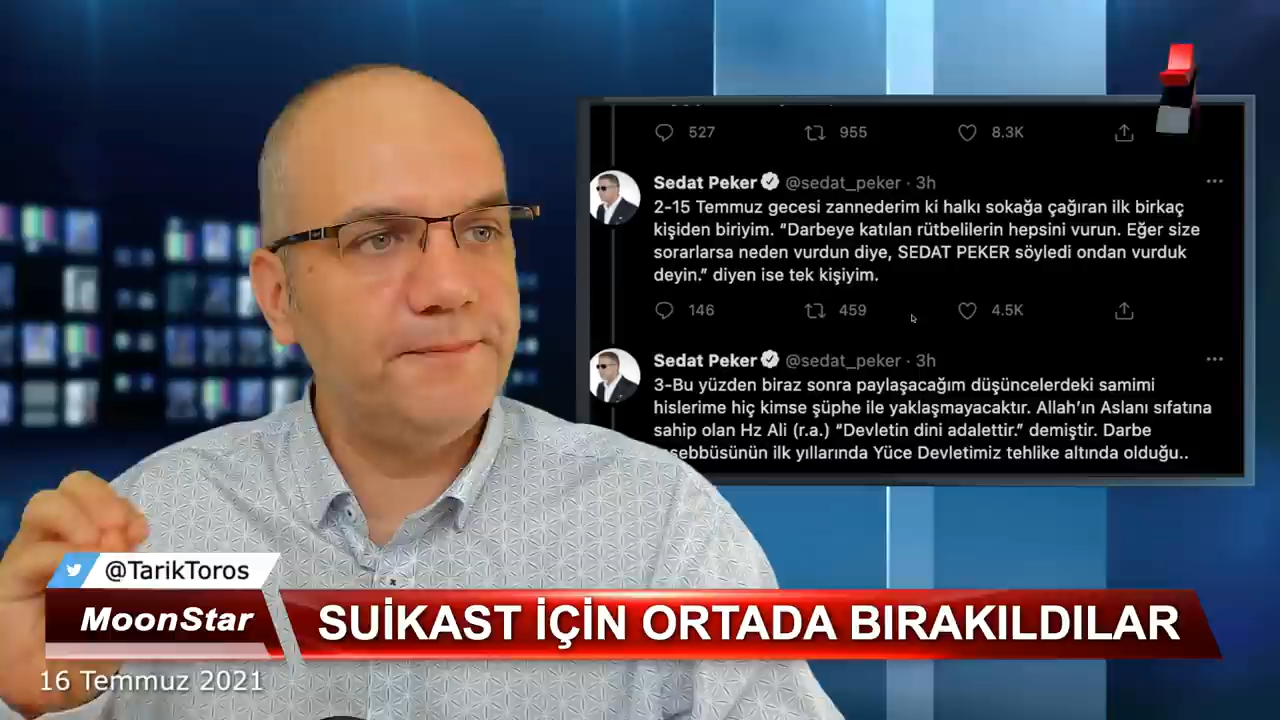 527 955 8.3K
Sedat Peker @sedat_peker · 3h
2-15 Temmuz gecesi zannederim ki halkı sokağa çağıran ilk birkaç
kişiden biriyim. “Darbeye katılan rütbelilerin hepsini vurun. Eğer size
sorarlarsa neden vurdun diye, SEDAT PEKER söyledi ondan vurduk
deyin.” diyen ise tek kişiyim.
146 459 4.5K
Sedat Peker @sedat_peker · 3h
3-Bu yüzden biraz sonra paylaşacağım düşüncelerdeki samimi
hislerime hiç kimse şüphe ile yaklaşmayacaktır. Allah’ın Aslanı sıfatına
sahip olan Hz Ali (r.a.) “Devletin dini adalettir.” demiştir. Darbe
ilk yıllarında Yüce Devletimiz tehlike altında olduğu..
@TarikToros
MoonStar
SUİKAST İÇİN ORTADA BIRAKILDILAR
16 Temmuz 2021